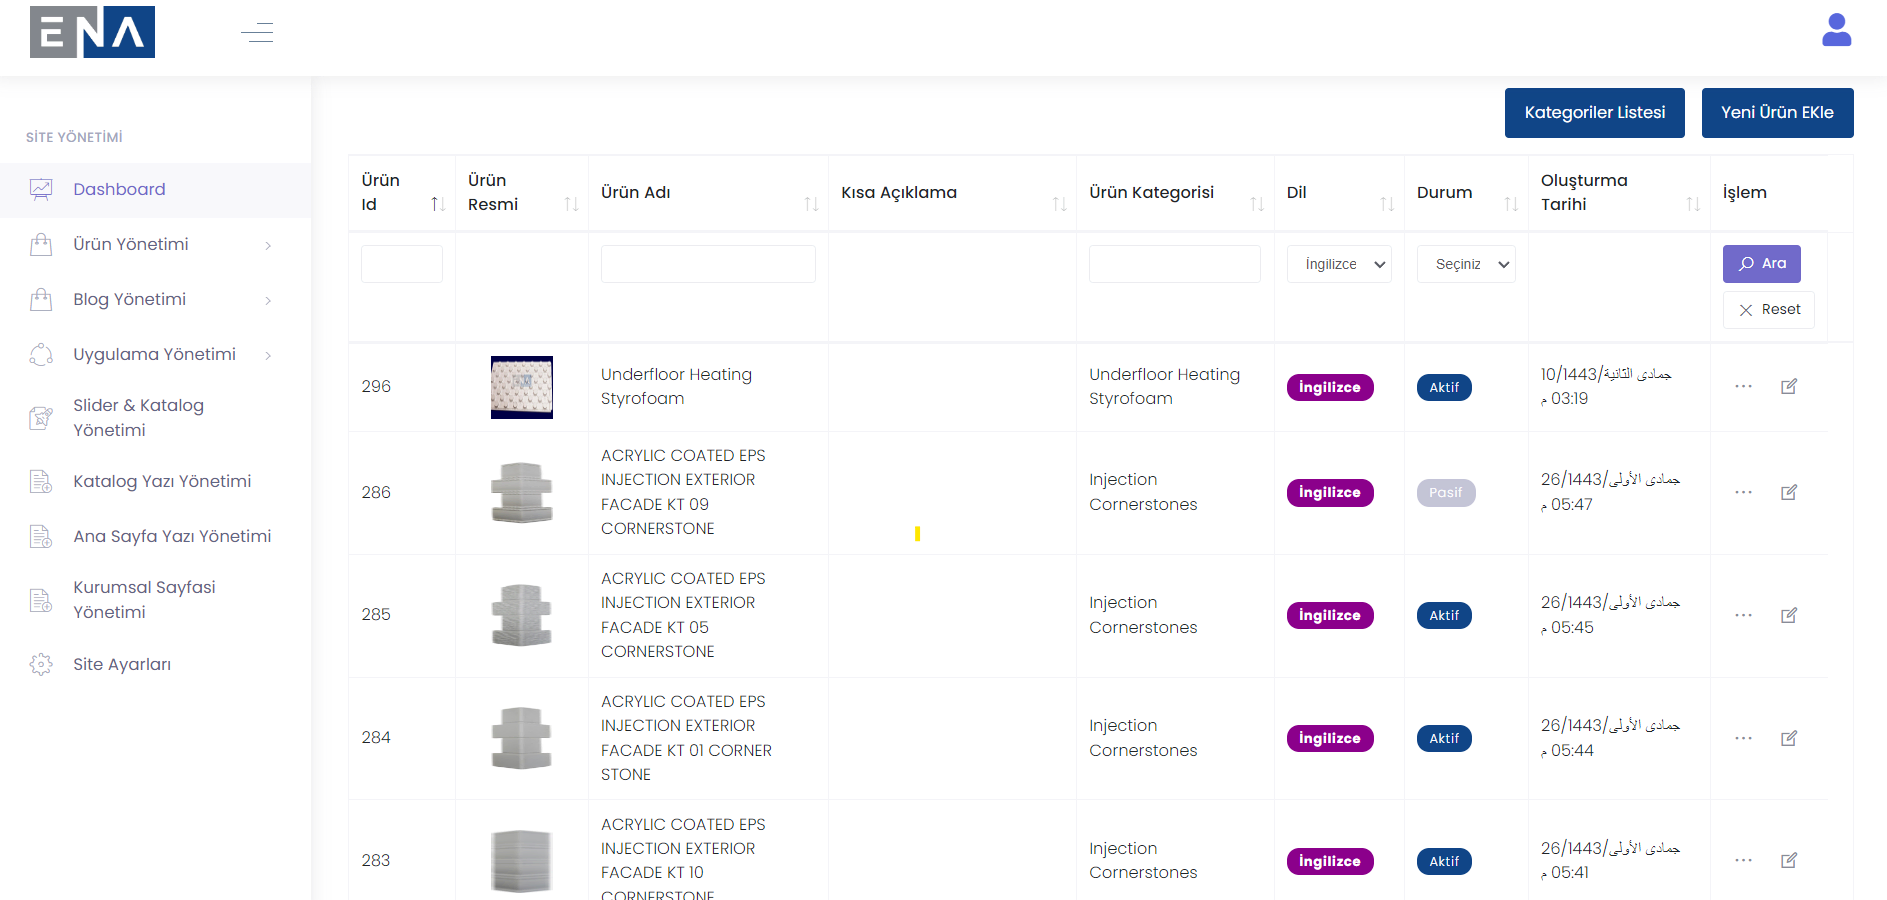 ENA
Kategoriler Listesi
Yeni Ürün EKle
SİTE YÖNETİMİ
Dashboard
Ürün Yönetimi
Blog Yönetimi
Uygulama Yönetimi
Slider & Katalog
Yönetimi
Katalog Yazı Yönetimi
Ana Sayfa Yazı Yönetimi
Kurumsal Sayfasi
Yönetimi
Site Ayarları
Ürün
Id
Ürün
Resmi
Ürün Adı
Kısa Açıklama
Ürün Kategorisi
Dil
Durum
Oluşturma
Tarihi
İşlem
İngilizce
Seçiniz
Ara
Reset
296
Underfloor Heating
Styrofoam
Underfloor Heating
Styrofoam
İngilizce
Aktif
10/جمادى الثانية/1443
03:19 م
286
ACRYLIC COATED EPS
INJECTION EXTERIOR
FACADE KT 09
CORNERSTONE
Injection
Cornerstones
İngilizce
Pasif
26/جمادى الأولى/1443
05:47 م
285
ACRYLIC COATED EPS
INJECTION EXTERIOR
FACADE KT 05
CORNERSTONE
Injection
Cornerstones
İngilizce
Aktif
26/جمادى الأولى/1443
05:45 م
284
ACRYLIC COATED EPS
INJECTION EXTERIOR
FACADE KT 01 CORNER
STONE
Injection
Cornerstones
İngilizce
Aktif
26/جمادى الأولى/1443
05:44 م
283
ACRYLIC COATED EPS
INJECTION EXTERIOR
FACADE KT 10
CORNERSTONE
Injection
Cornerstones
İngilizce
Aktif
26/جمادى الأولى/1443
05:41 م